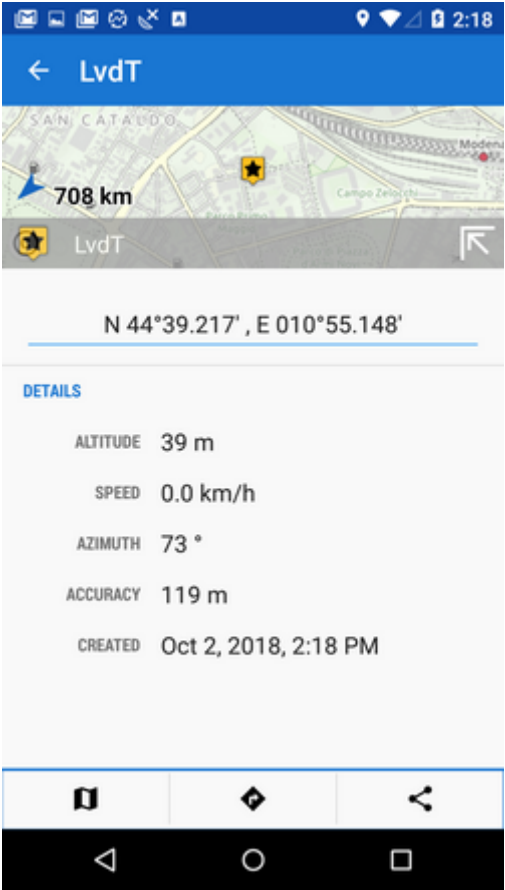 2:18
LvdT
SAN CATALDO
Modena
708 km
Campo Zelocchi
LvdT
N 44°39.217' , E 010°55.148'
DETAILS
ALTITUDE 39 m
SPEED 0.0 km/h
AZIMUTH 73 °
ACCURACY 119 m
CREATED Oct 2, 2018, 2:18 PM